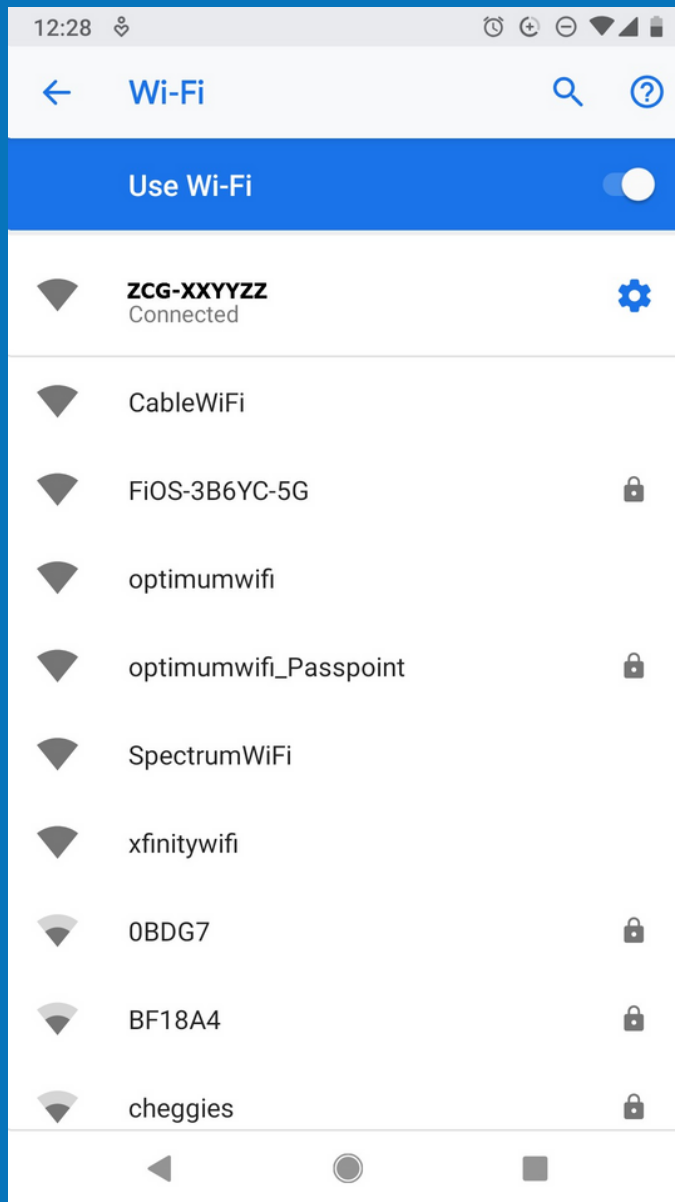 12:28
Wi-Fi
Use Wi-Fi
ZCG-XXYYZZ
Connected
CableWiFi
FiOS-3B6YC-5G
optimumwifi
optimumwifi_Passpoint
SpectrumWiFi
xfinitywifi
0BDG7
BF18A4
cheggies